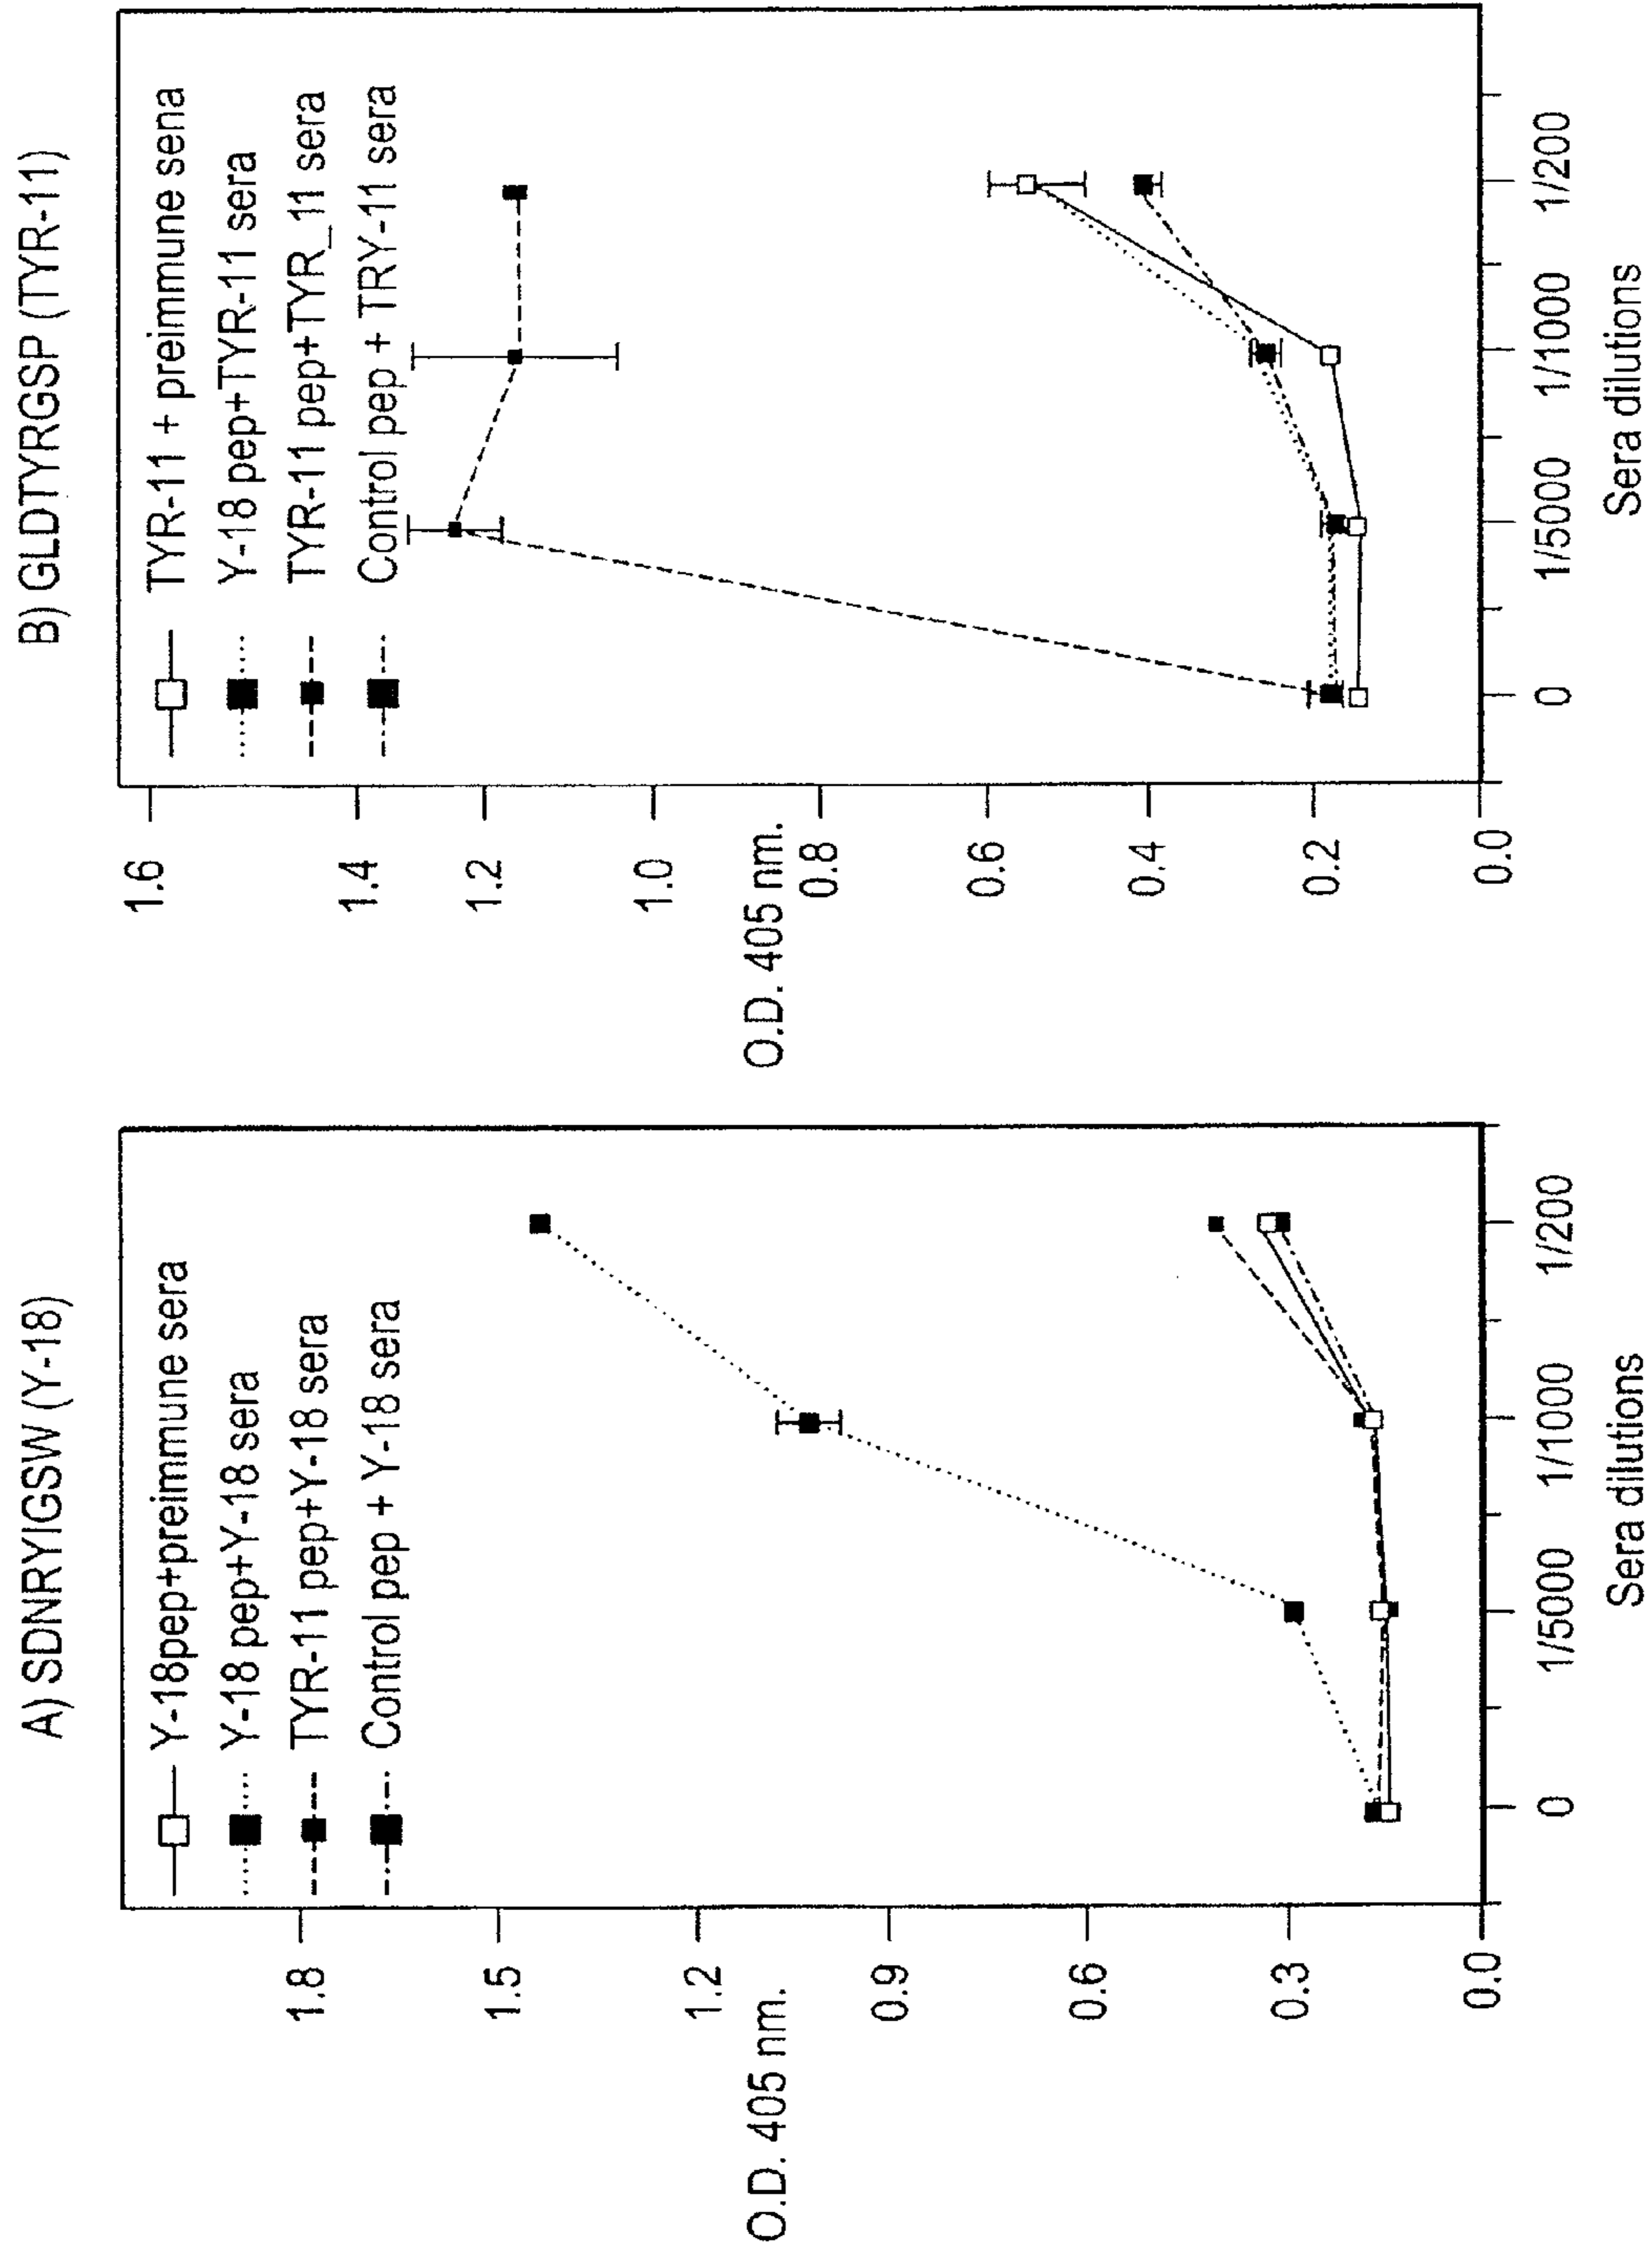 A) SDNRYIGSW (Y-18)
Y-18pep+preimmune sera
Y-18 pep+Y-18 sera
TYR-11 pep+Y-18 sera
Control pep + Y-18 sera
1.8
1.5
1.2
0.9
0.6
0.3
0.0
O.D. 405 nm.
0 1/5000 1/1000 1/200
Sera dilutions
B) GLDTYRGSP (TYR-11)
TYR-11 + preimmune sena
Y-18 pep+TYR-11 sera
TYR-11 pep+TYR_11 sera
Control pep + TRY-11 sera
1.6
1.4
1.2
1.0
0.8
0.6
0.4
0.2
0.0
O.D. 405 nm.
0 1/5000 1/1000 1/200
Sera dilutions